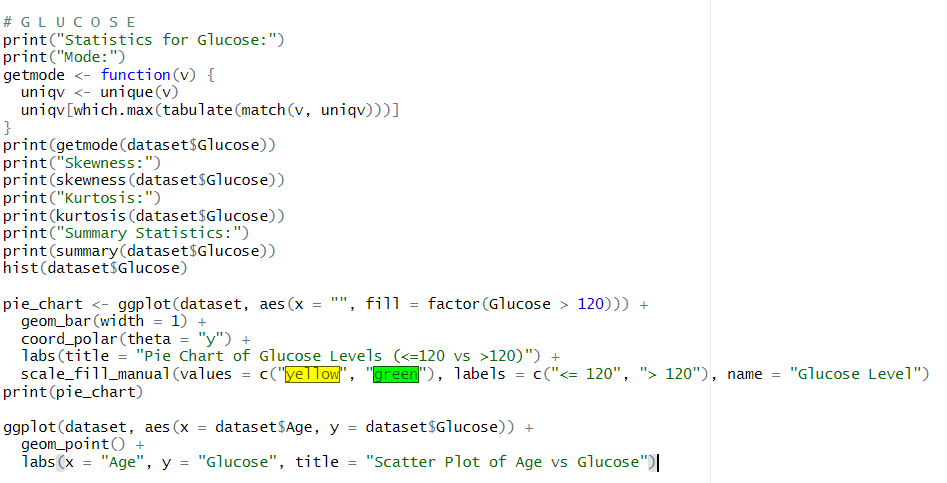 # G L U C O S E
print("Statistics for Glucose:")
print("Mode:")
getmode <- function(v) {
  uniqv <- unique(v)
  uniqv[which.max(tabulate(match(v, uniqv)))]
}
print(getmode(dataset$Glucose))
print("Skewness:")
print(skewness(dataset$Glucose))
print("Kurtosis:")
print(kurtosis(dataset$Glucose))
print("Summary Statistics:")
print(summary(dataset$Glucose))
hist(dataset$Glucose)

pie_chart <- ggplot(dataset, aes(x = "", fill = factor(Glucose > 120))) +
  geom_bar(width = 1) +
  coord_polar(theta = "y") +
  labs(title = "Pie Chart of Glucose Levels (<=120 vs >120)") +
  scale_fill_manual(values = c("yellow", "green"), labels = c("<= 120", "> 120"), name = "Glucose Level")
print(pie_chart)

ggplot(dataset, aes(x = dataset$Age, y = dataset$Glucose)) +
  geom_point() +
  labs(x = "Age", y = "Glucose", title = "Scatter Plot of Age vs Glucose")